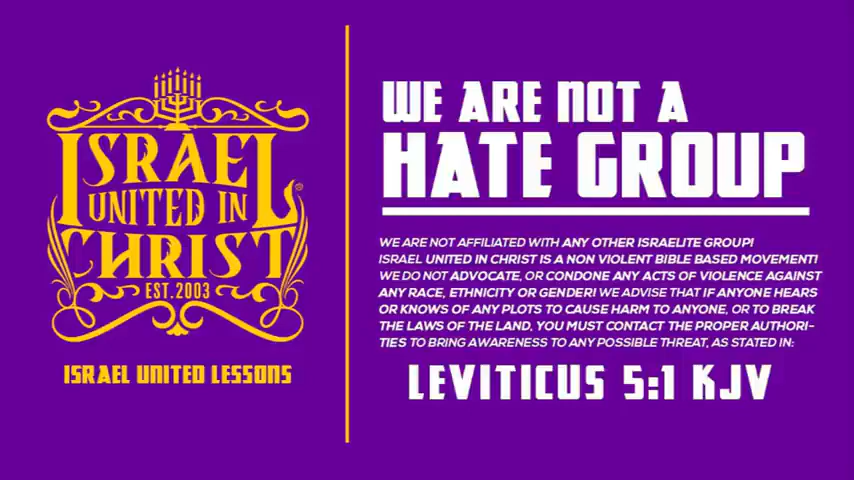 ISRAEL
UNITED IN
CHRIST
EST.2003
ISRAEL UNITED LESSONS
WE ARE NOT A
HATE GROUP
WE ARE NOT AFFILIATED WITH ANY OTHER ISRAELITE GROUP!
ISRAEL UNITED IN CHRIST IS A NON VIOLENT BIBLE BASED MOVEMENT!
WE DO NOT ADVOCATE, OR CONDONE ANY ACTS OF VIOLENCE AGAINST
ANY RACE, ETHNICITY OR GENDER! WE ADVISE THAT IF ANYONE HEARS
OR KNOWS OF ANY PLOTS TO CAUSE HARM TO ANYONE, OR TO BREAK
THE LAWS OF THE LAND, YOU MUST CONTACT THE PROPER AUTHORI-
TIES TO BRING AWARENESS TO ANY POSSIBLE THREAT, AS STATED IN:
LEVITICUS 5:1 KJV